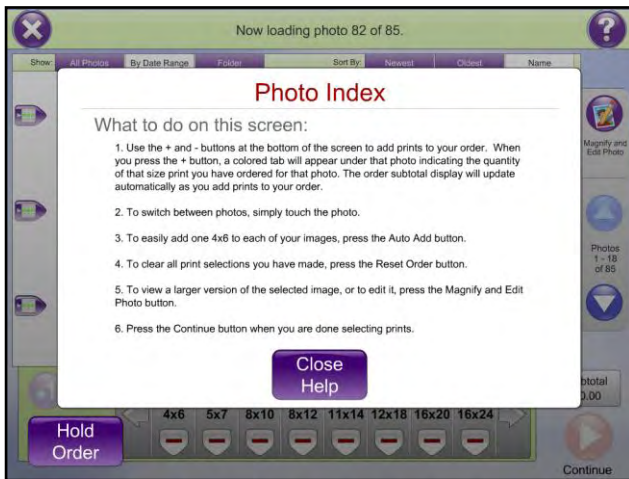 Now loading photo 82 of 85.
?
Show: All Photos By Date Range Folder Sort By: Newest Oldest Name
Photo Index
What to do on this screen:
1. Use the + and - buttons at the bottom of the screen to add prints to your order. When
you press the + button, a colored tab will appear under that photo indicating the quantity
of that size print you have ordered for that photo. The order subtotal display will update
automatically as you add prints to your order.
2. To switch between photos, simply touch the photo.
3. To easily add one 4x6 to each of your images, press the Auto Add button.
4. To clear all print selections you have made, press the Reset Order button.
5. To view a larger version of the selected image, or to edit it, press the Magnify and Edit
Photo button.
6. Press the Continue button when you are done selecting prints.
Close
Help
Magnify and
Edit Photo
Photos
1 - 18
of 85
btotal
0.00
4x6 5x7 8x10 8x12 11x14 12x18 16x20 16x24
Hold
Order
Continue